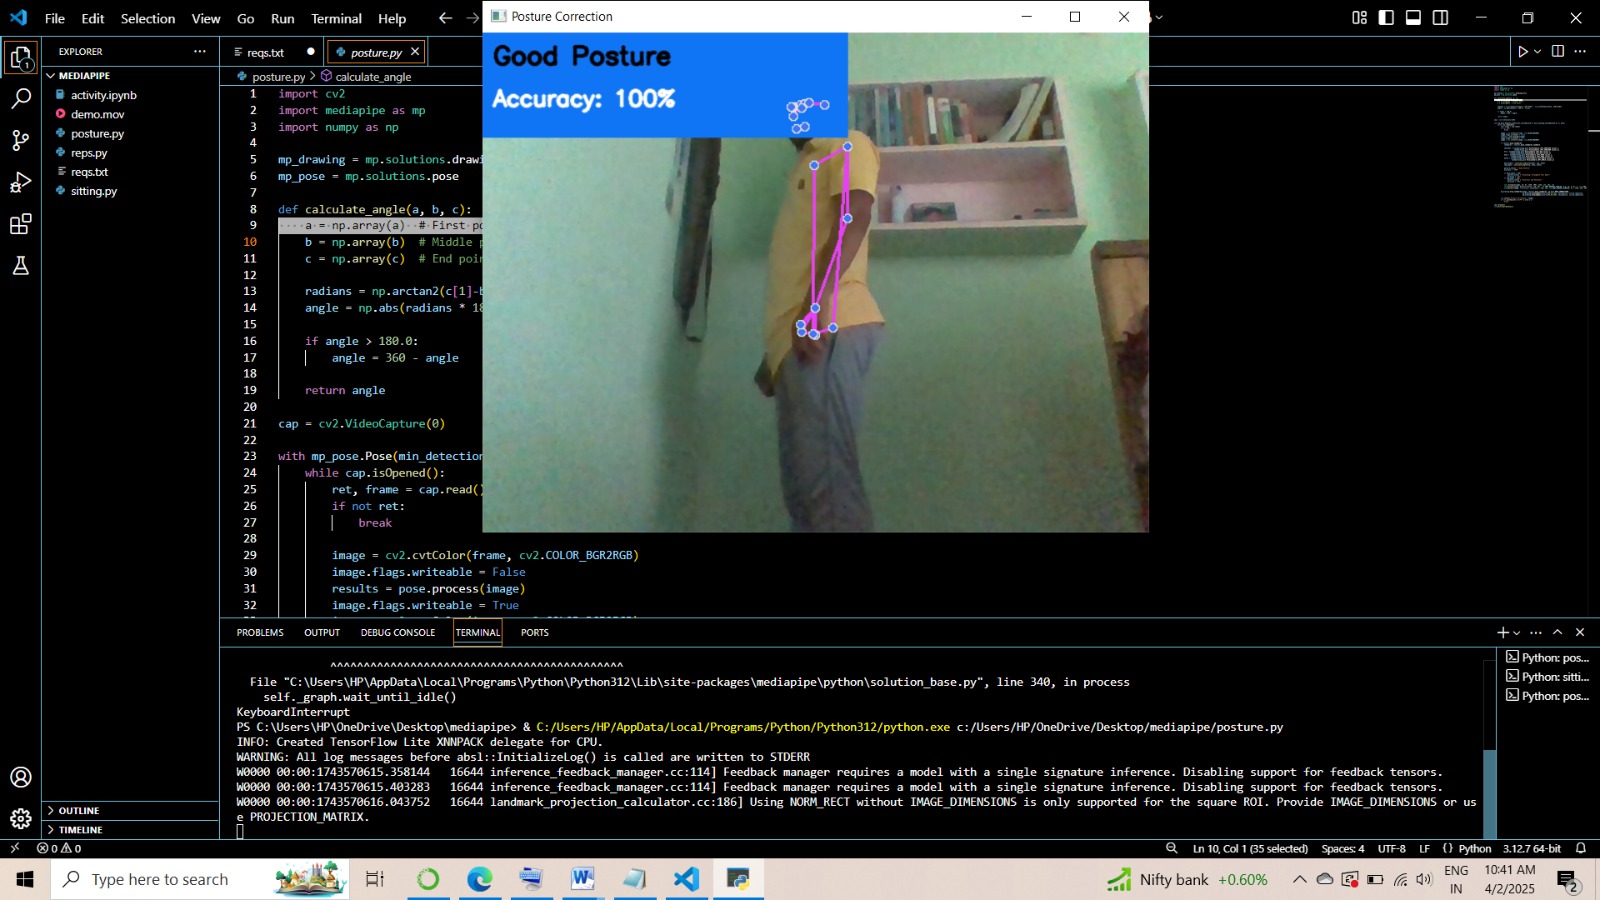 File Edit Selection View Go Run Terminal Help
Posture Correction
EXPLORER
MEDIAPIPE
activity.ipynb
demo.mov
posture.py
reps.py
reqs.txt
sitting.py
OUTLINE
TIMELINE
reqs.txt posture.py
posture.py > calculate_angle
1 import cv2
2 import mediapipe as mp
3 import numpy as np
4
5 mp_drawing = mp.solutions.drawi
6 mp_pose = mp.solutions.pose
7
8 def calculate_angle(a, b, c):
9 a = np.array(a) # First po
10 b = np.array(b) # Middle p
11 c = np.array(c) # End poin
12
13 radians = np.arctan2(c[1]-b
14 angle = np.abs(radians * 18
15
16 if angle > 180.0:
17 angle = 360 - angle
18
19 return angle
20
21 cap = cv2.VideoCapture(0)
22
23 with mp_pose.Pose(min_detection
24 while cap.isOpened():
25 ret, frame = cap.read()
26 if not ret:
27 break
28
29 image = cv2.cvtColor(frame, cv2.COLOR_BGR2RGB)
30 image.flags.writeable = False
31 results = pose.process(image)
32 image.flags.writeable = True
Good Posture
Accuracy: 100%
PROBLEMS OUTPUT DEBUG CONSOLE TERMINAL PORTS
^^^^^^^^^^^^^^^^^^^^^^^^^^^^^^^^^^^^^^^^^^^^
File "C:\Users\HP\AppData\Local\Programs\Python\Python312\Lib\site-packages\mediapipe\python\solution_base.py", line 340, in process
self._graph.wait_until_idle()
KeyboardInterrupt
PS C:\Users\HP\OneDrive\Desktop\mediapipe> & C:/Users/HP/AppData/Local/Programs/Python/Python312/python.exe c:/Users/HP/OneDrive/Desktop/mediapipe/posture.py
INFO: Created TensorFlow Lite XNNPACK delegate for CPU.
WARNING: All log messages before absl::InitializeLog() is called are written to STDERR
W0000 00:00:1743570615.358144 16644 inference_feedback_manager.cc:114] Feedback manager requires a model with a single signature inference. Disabling support for feedback tensors.
W0000 00:00:1743570615.403283 16644 inference_feedback_manager.cc:114] Feedback manager requires a model with a single signature inference. Disabling support for feedback tensors.
W0000 00:00:1743570616.043752 16644 landmark_projection_calculator.cc:186] Using NORM_RECT without IMAGE_DIMENSIONS is only supported for the square ROI. Provide IMAGE_DIMENSIONS or us
e PROJECTION_MATRIX.
Python: pos...
Python: sitti...
Python: pos...
0 0 Ln 10, Col 1 (35 selected) Spaces: 4 UTF-8 LF {} Python 3.12.7 64-bit
Type here to search
Nifty bank +0.60%
ENG
IN
10:41 AM
4/2/2025
2